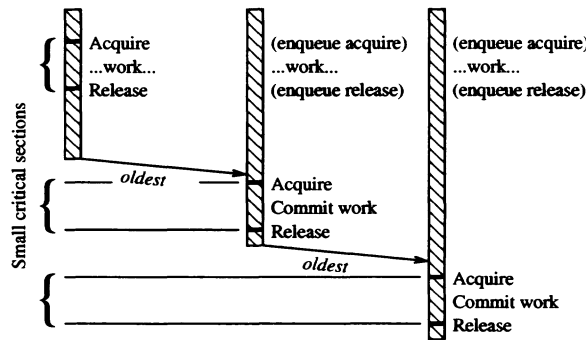 Small critical sections
Acquire
...work...
Release
(enqueue acquire)
...work...
(enqueue release)
(enqueue acquire)
...work...
(enqueue release)
oldest
Acquire
Commit work
Release
oldest
Acquire
Commit work
Release